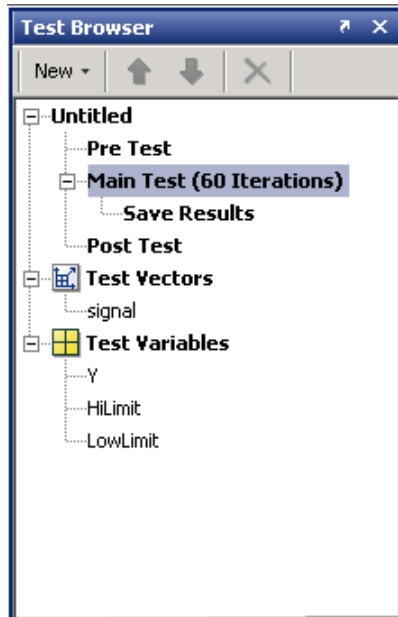 Test Browser
New
Untitled
Pre Test
Main Test (60 Iterations)
Save Results
Post Test
Test Vectors
signal
Test Variables
Y
HiLimit
LowLimit